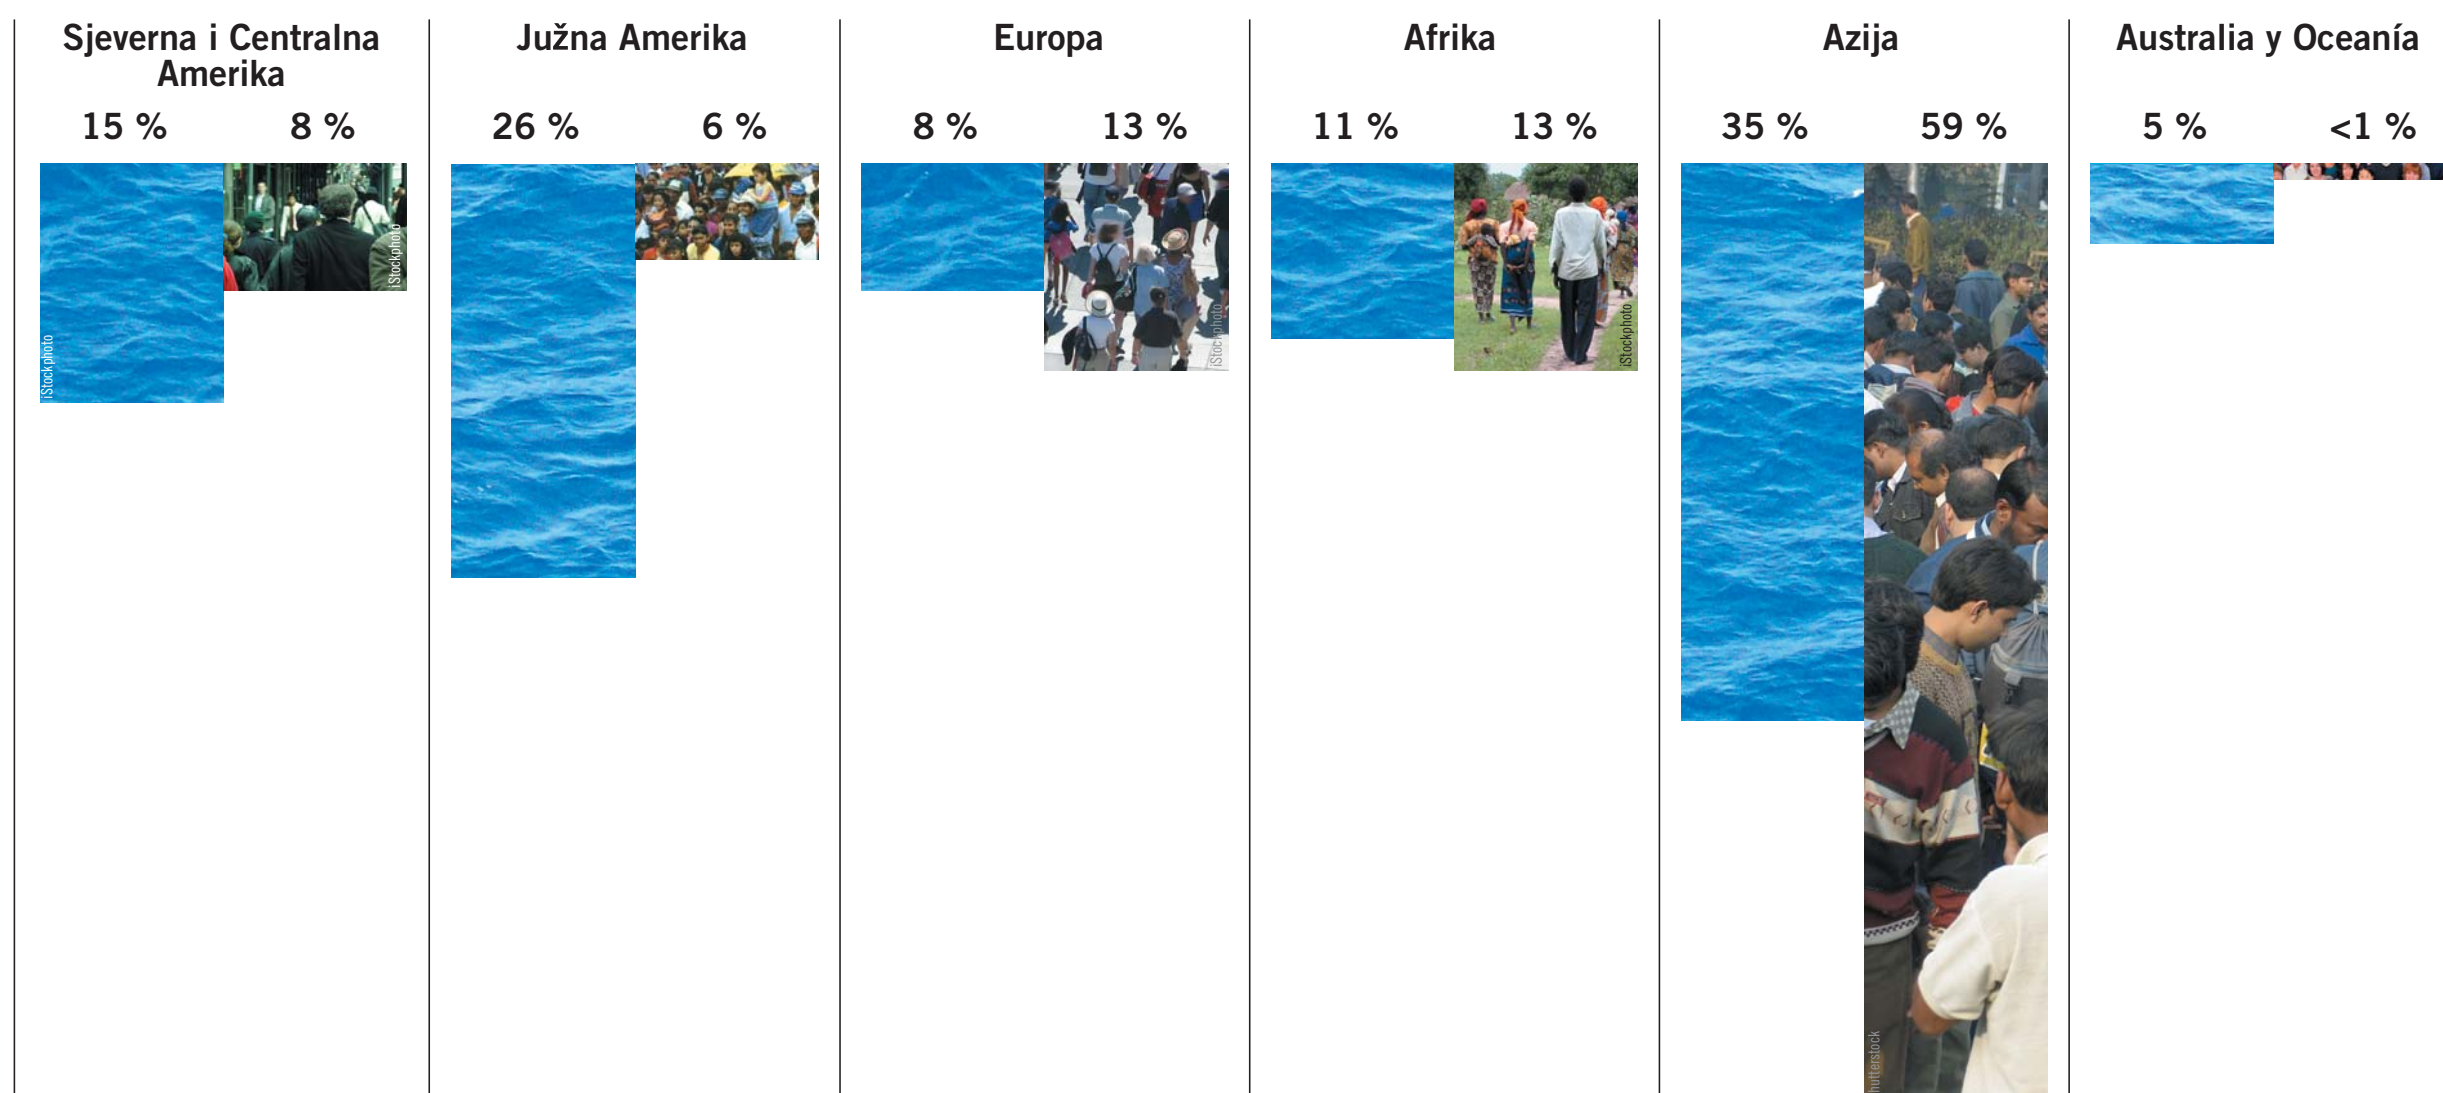 Sjeverna i Centralna
Amerika
15 % 8 %
iStockphoto
iStockphoto
Južna Amerika
26 % 6 %
Europa
8 % 13 %
iStockphoto
Afrika
11 % 13 %
iStockphoto
Azija
35 % 59 %
hutterstock
Australia y Oceanía
5 % <1 %